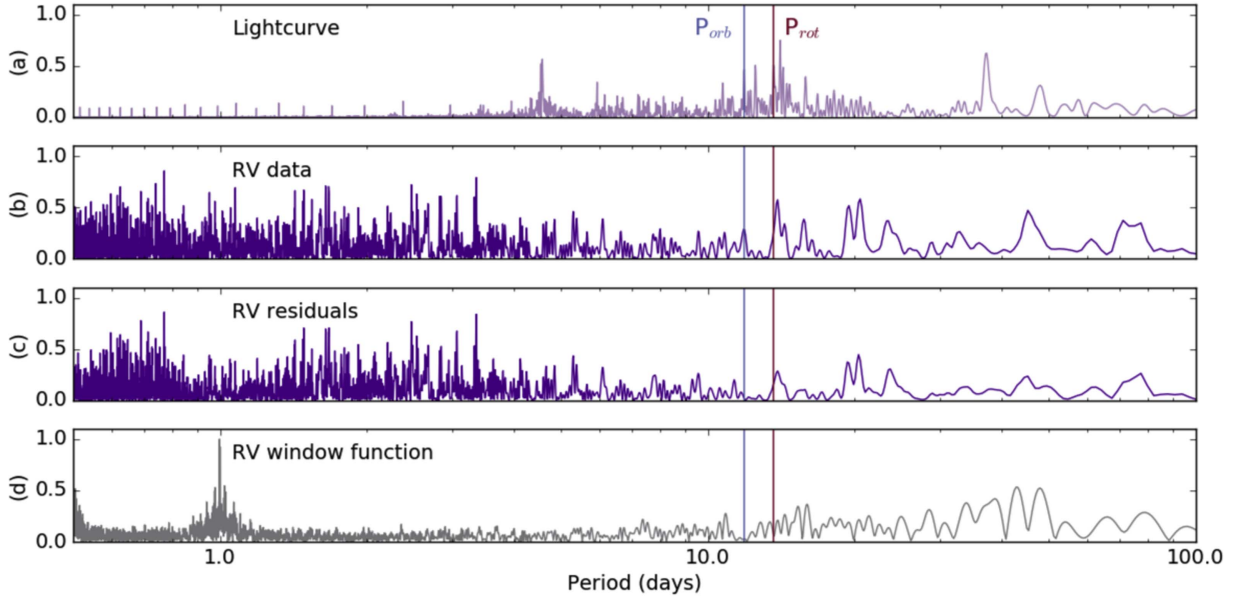 1.0
Lightcurve
P_orb
P_rot
(a)
0.5
0.0
1.0
RV data
(b)
0.5
0.0
1.0
RV residuals
(c)
0.5
0.0
1.0
RV window function
(d)
0.5
0.0
1.0
10.0
100.0
Period (days)